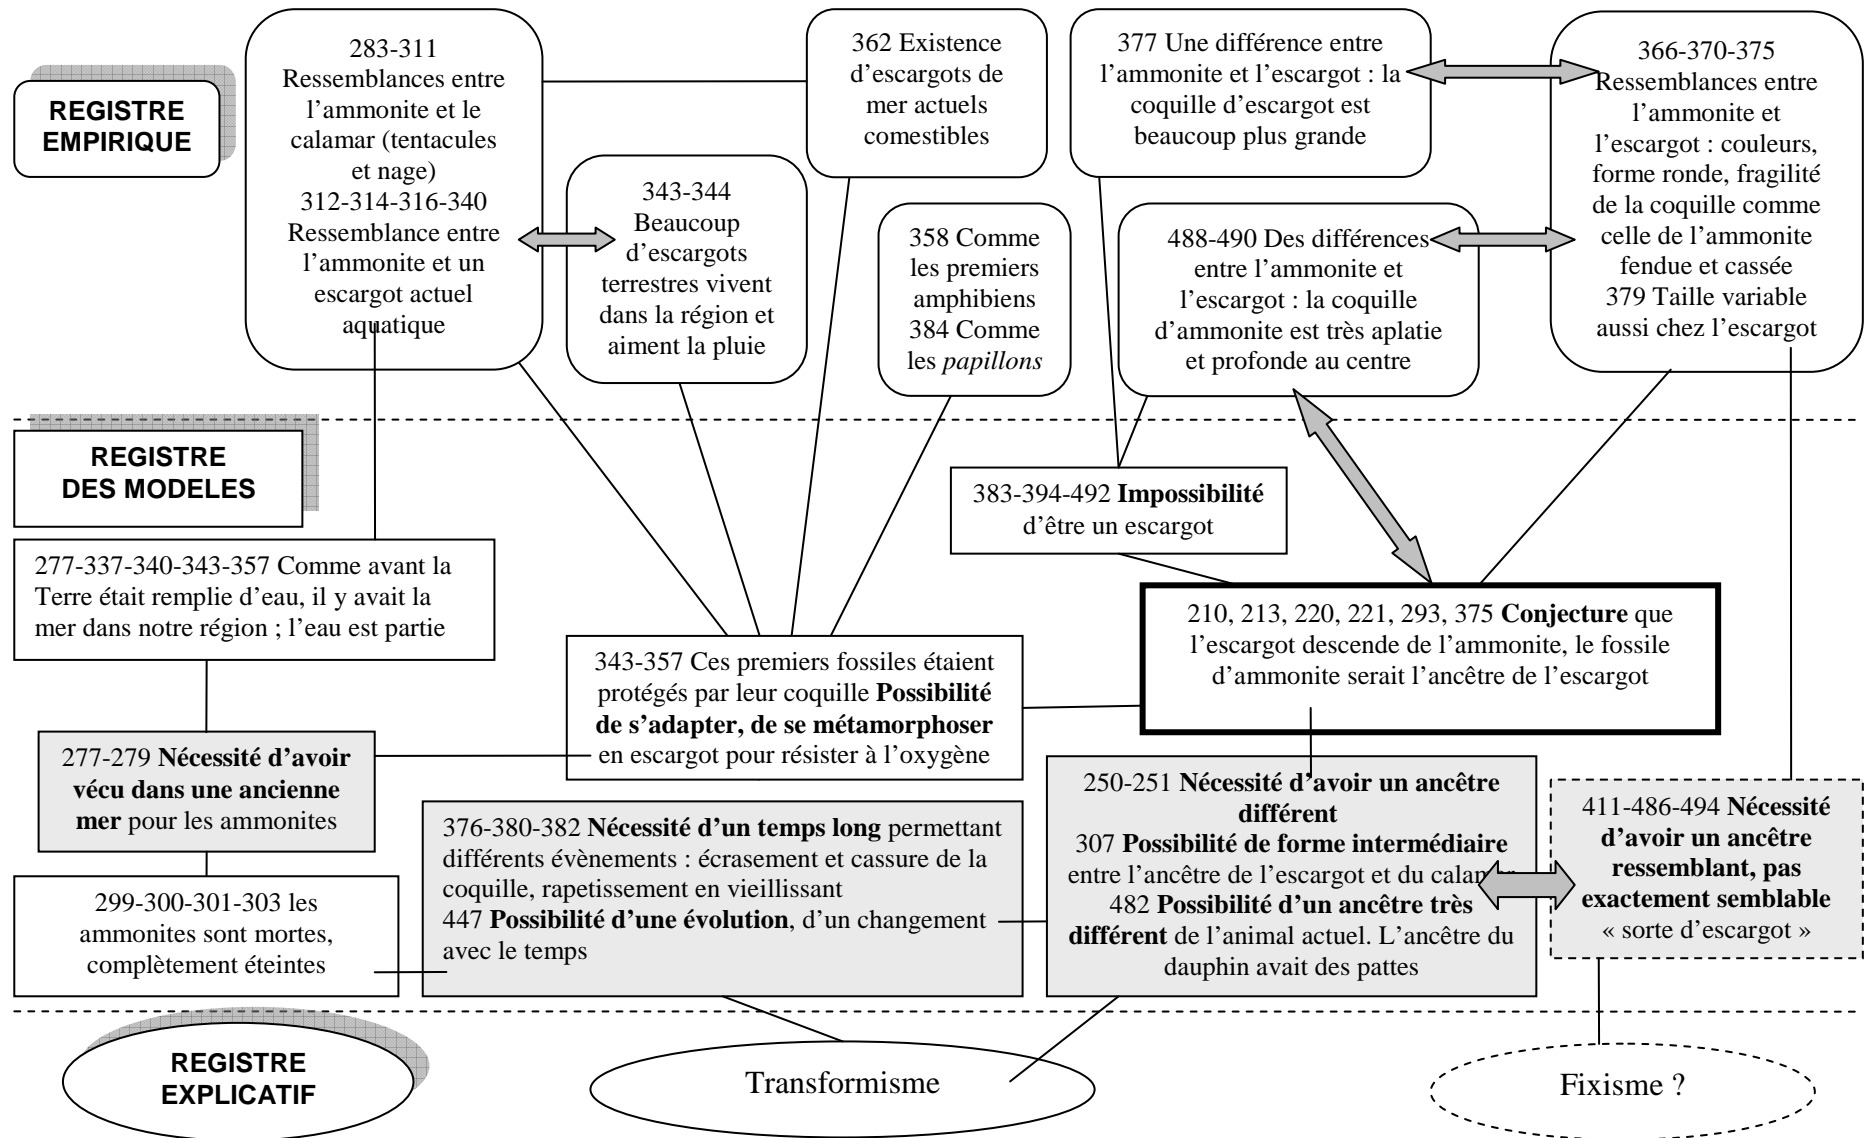 REGISTRE
EMPIRIQUE
283-311
Ressemblances entre
l'ammonite et le
calamar (tentacules
et nage)
312-314-316-340
Ressemblance entre
l'ammonite et un
escargot actuel
aquatique
343-344
Beaucoup
d'escargots
terrestres vivent
dans la région et
aiment la pluie
362 Existence
d'escargots de
mer actuels
comestibles
358 Comme
les premiers
amphibiens
384 Comme
les papillons
377 Une différence entre
l'ammonite et l'escargot : la
coquille d'escargot est
beaucoup plus grande
488-490 Des différences
entre l'ammonite et
l'escargot : la coquille
d'ammonite est très aplatie
et profonde au centre
366-370-375
Ressemblances entre
l'ammonite et
l'escargot : couleurs,
forme ronde, fragilité
de la coquille comme
celle de l'ammonite
fendue et cassée
379 Taille variable
aussi chez l'escargot
REGISTRE
DES MODELES
383-394-492 Impossibilité
d'être un escargot
277-337-340-343-357 Comme avant la
Terre était remplie d'eau, il y avait la
mer dans notre région ; l'eau est partie
343-357 Ces premiers fossiles étaient
protégés par leur coquille Possibilité
de s'adapter, de se métamorphoser
en escargot pour résister à l'oxygène
210, 213, 220, 221, 293, 375 Conjecture que
l'escargot descende de l'ammonite, le fossile
d'ammonite serait l'ancêtre de l'escargot
277-279 Nécessité d'avoir
vécu dans une ancienne
mer pour les ammonites
376-380-382 Nécessité d'un temps long permettant
différents évènements : écrasement et cassure de la
coquille, rapetissement en vieillissant
447 Possibilité d'une évolution, d'un changement
avec le temps
250-251 Nécessité d'avoir un ancêtre
différent
307 Possibilité de forme intermédiaire
entre l'ancêtre de l'escargot et du calamar
482 Possibilité d'un ancêtre très
différent de l'animal actuel. L'ancêtre du
dauphin avait des pattes
411-486-494 Nécessité
d'avoir un ancêtre
ressemblant, pas
exactement semblable
« sorte d'escargot »
299-300-301-303 les
ammonites sont mortes,
complètement éteintes
REGISTRE
EXPLICATIF
Transformisme
Fixisme ?